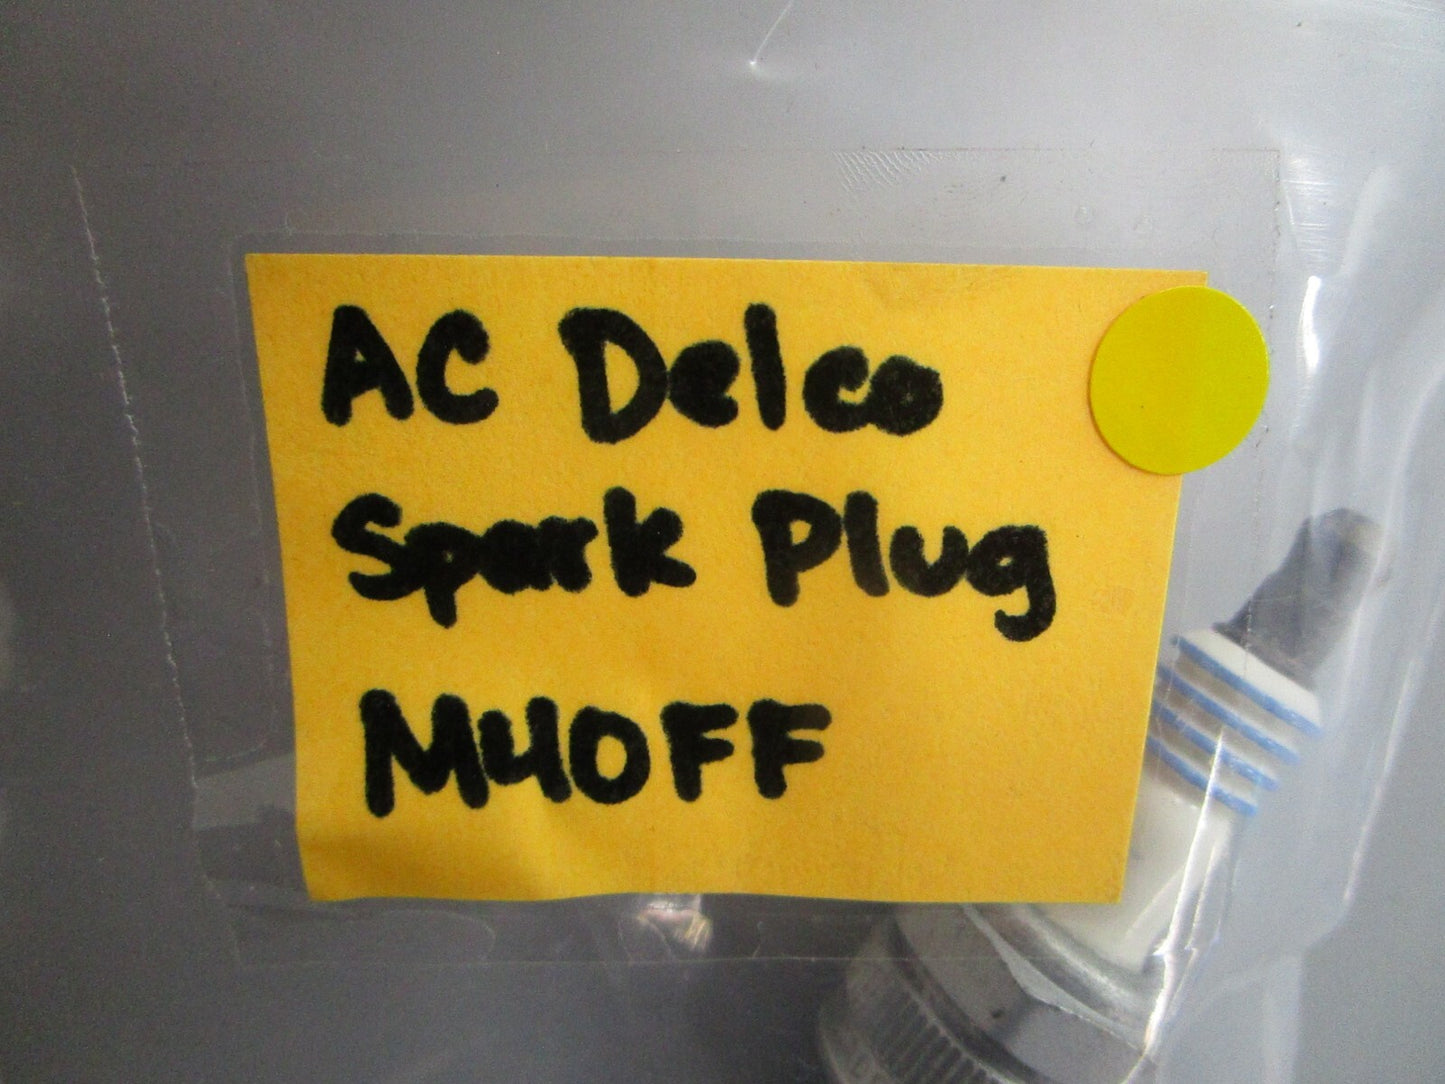 AC Delco
Spark Plug
M40FF